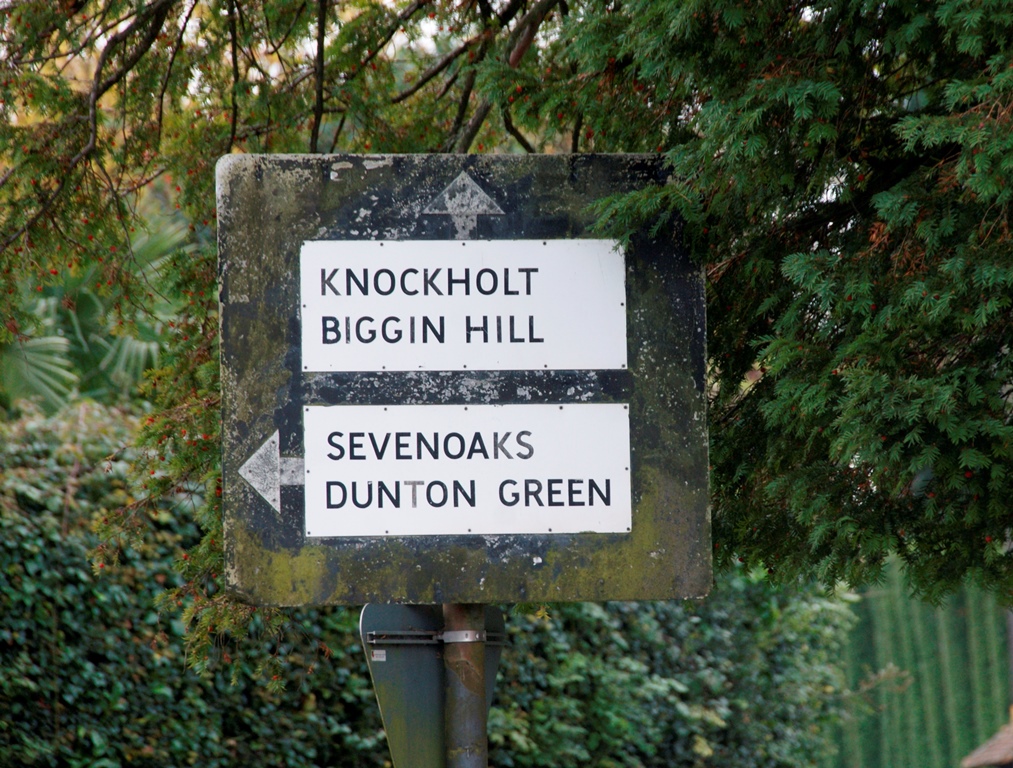 KNOCKHOLT
BIGGIN HILL
SEVENOAKS
DUNTON GREEN